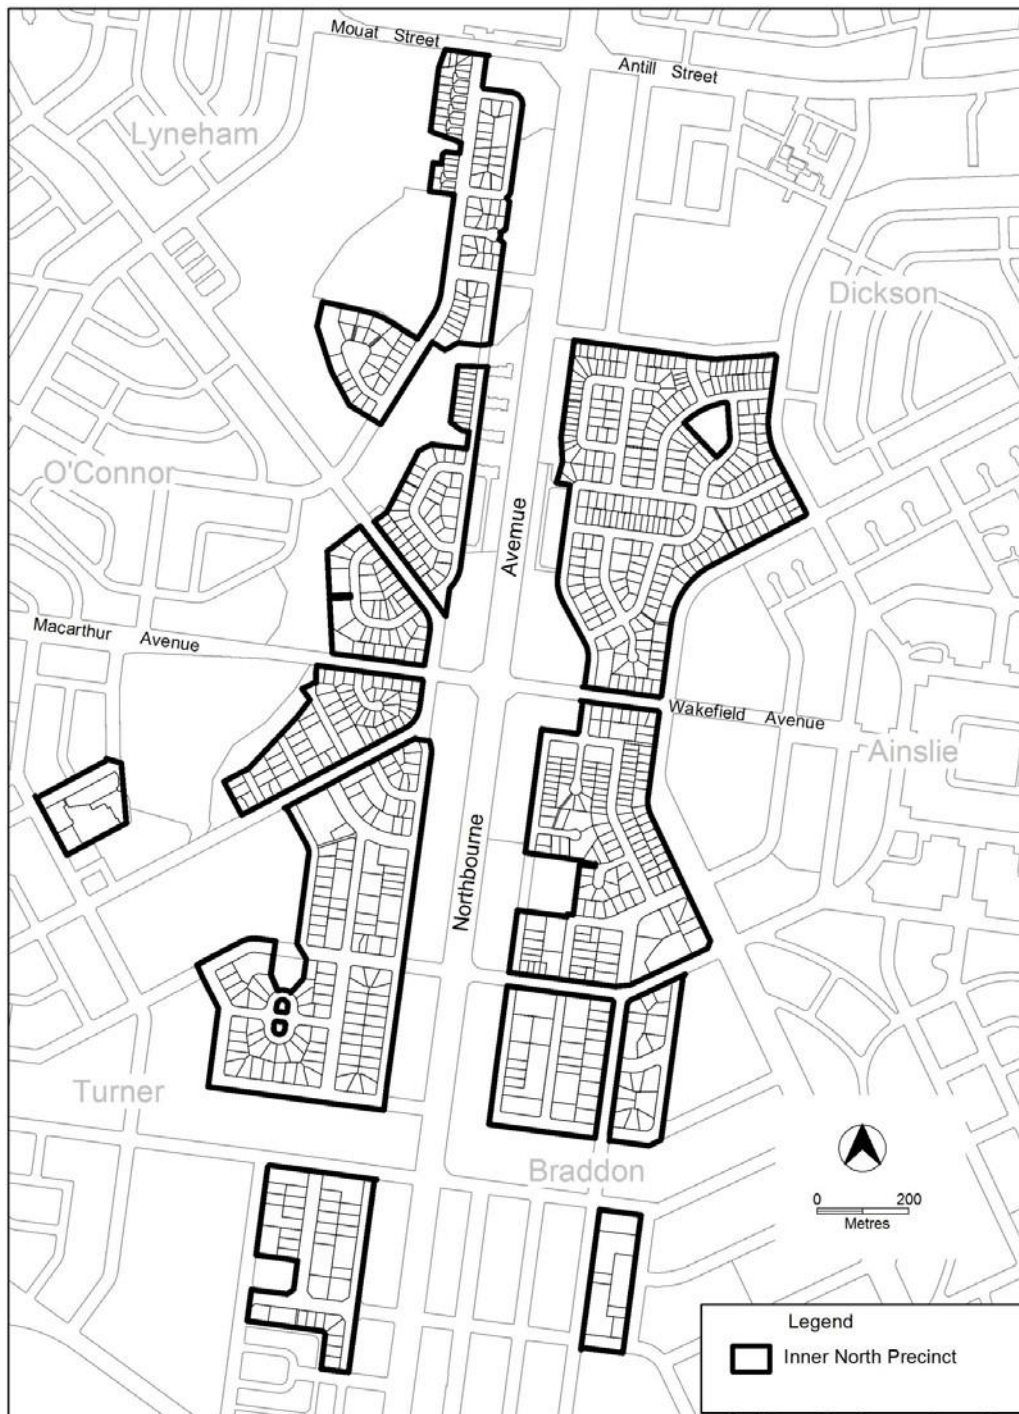 Mouat Street
Antill Street
Lyneham
Dickson
O'Connor
Avemue
Macarthur Avenue
Wakefield Avenue
Ainslie
Northbourne
Turner
Braddon
0 200
Metres
Legend
Inner North Precinct